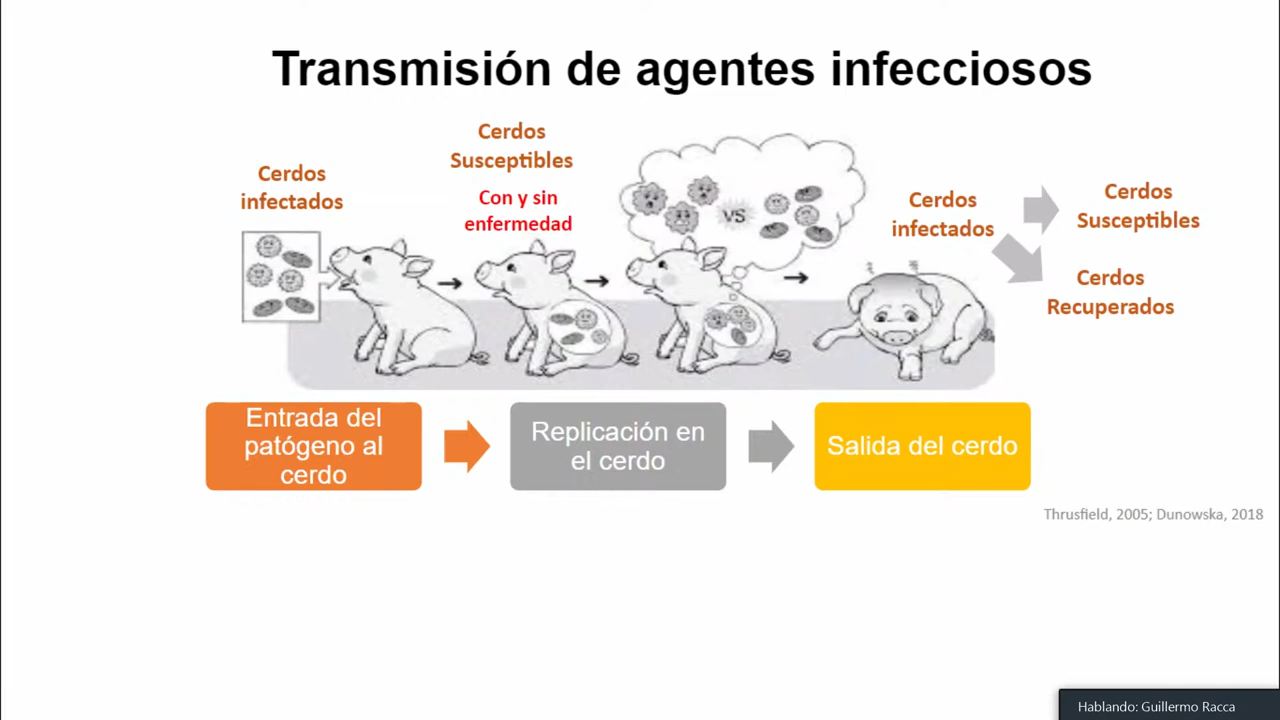 Transmisión de agentes infecciosos
Cerdos
infectados
Cerdos
Susceptibles
Con y sin
enfermedad
VS
Cerdos
infectados
Cerdos
Susceptibles
Cerdos
Recuperados
Entrada del
patógeno al
cerdo
Replicación en
el cerdo
Salida del cerdo
Thrusfield, 2005; Dunowska, 2018
Hablando: Guillermo Racca